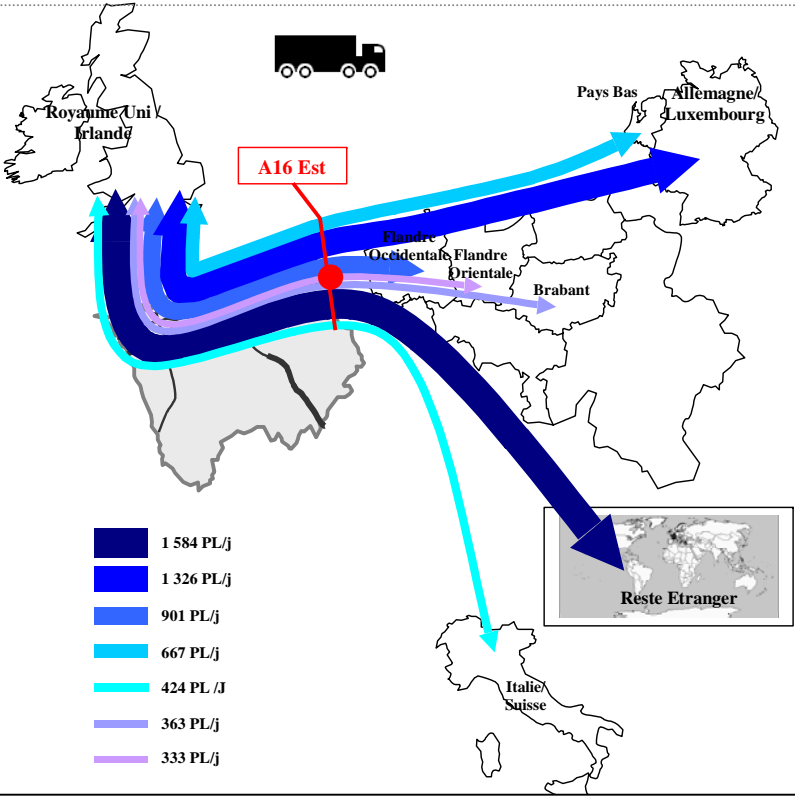 Pays Bas
Allemagne/
Luxembourg
Royaume Uni /
Irlande
A16 Est
Flandre
Occidentale
Flandre
Orientale
Brabant
Reste Etranger
Italie/
Suisse
1 584 PL/j
1 326 PL/j
901 PL/j
667 PL/j
424 PL /J
363 PL/j
333 PL/j